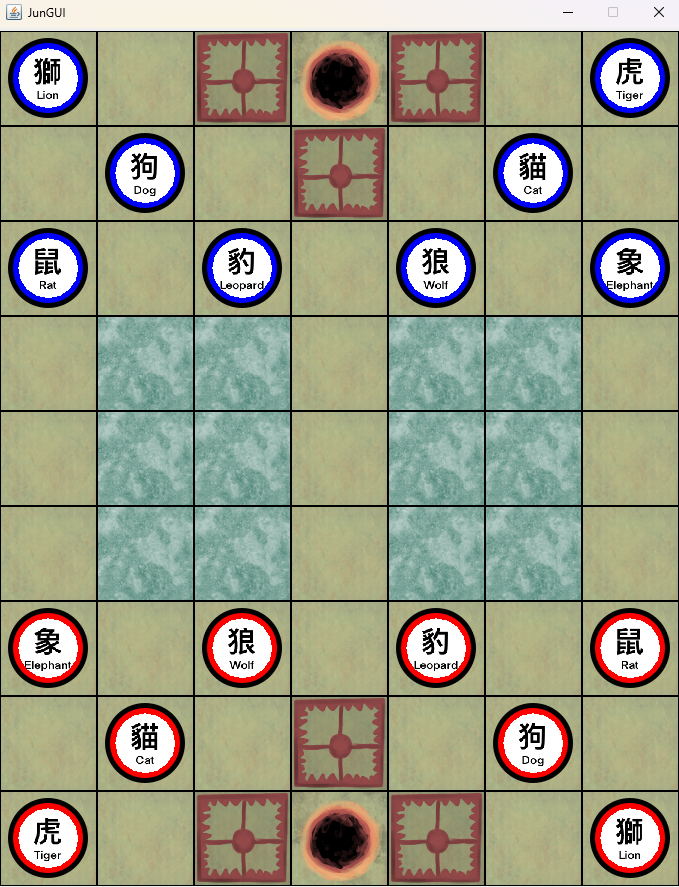 JunGUI
獅
Lion
虎
Tiger
狗
Dog
貓
Cat
鼠
Rat
豹
Leopard
狼
Wolf
象
Elephant
象
Elephant
狼
Wolf
豹
Leopard
鼠
Rat
貓
Cat
狗
Dog
虎
Tiger
獅
Lion